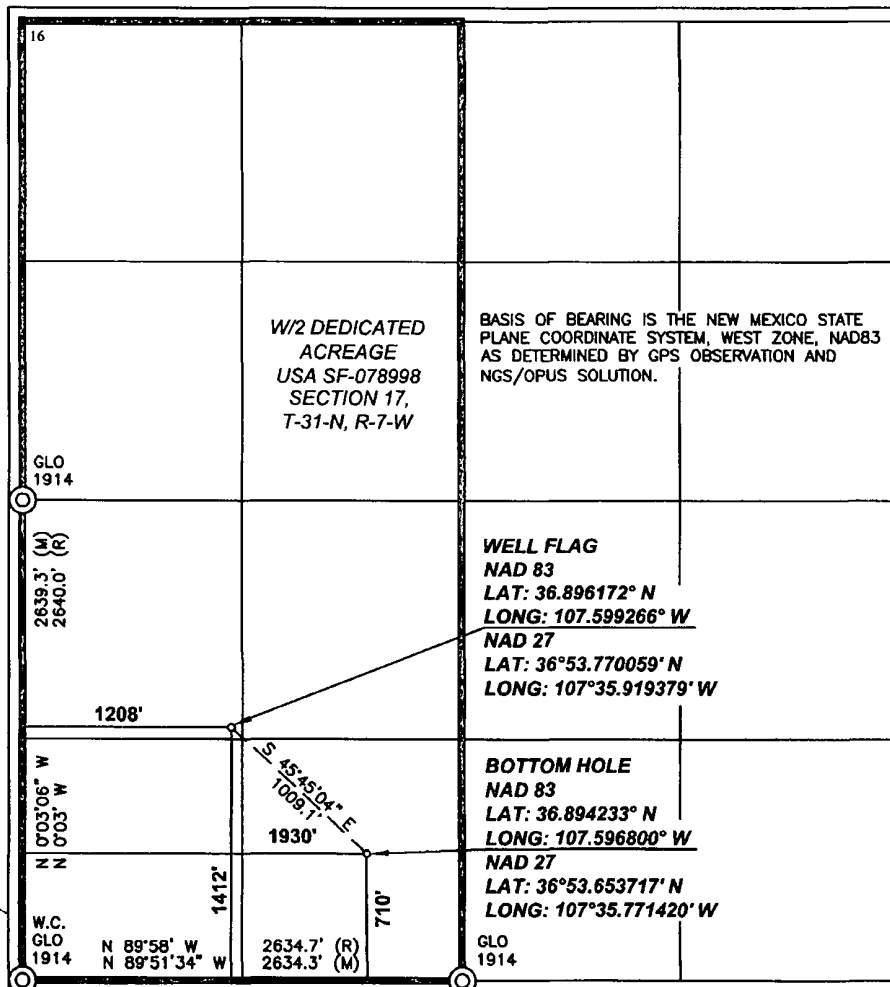 16
W/2 DEDICATED
ACREAGE
USA SF-078998
SECTION 17,
T-31-N, R-7-W
BASIS OF BEARING IS THE NEW MEXICO STATE
PLANE COORDINATE SYSTEM, WEST ZONE, NAD83
AS DETERMINED BY GPS OBSERVATION AND
NGS/OPUS SOLUTION.
GLO
1914
2639.3' (M)
2640.0' (R)
WELL FLAG
NAD 83
LAT: 36.896172° N
LONG: 107.599266° W
NAD 27
LAT: 36°53.770059' N
LONG: 107°35.919379' W
1208'
S 45°45'04" E
1009.1'
BOTTOM HOLE
NAD 83
LAT: 36.894233° N
LONG: 107.596800° W
NAD 27
LAT: 36°53.653717' N
LONG: 107°35.771420' W
1930'
N 0°03'06" W
N 0°03' W
1412'
710'
W.C.
GLO
1914
N 89°58' W 2634.7' (R)
N 89°51'34" W 2634.3' (M)
GLO
1914